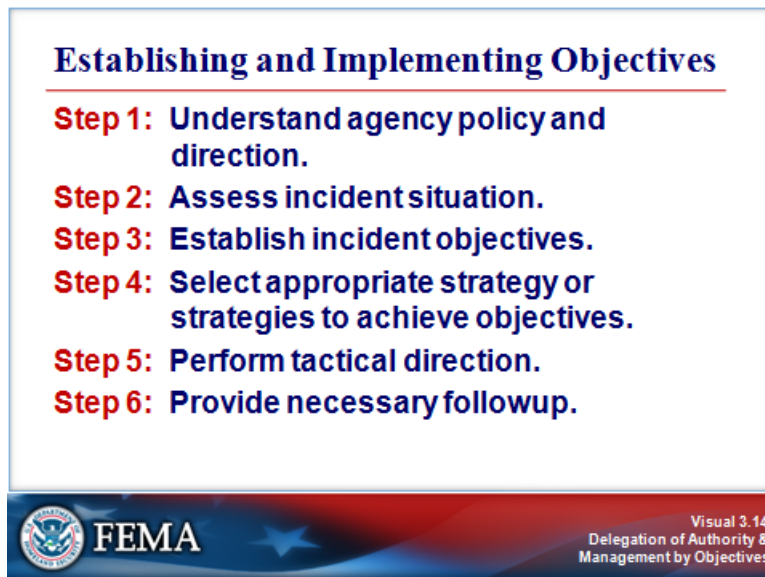 Establishing and Implementing Objectives
Step 1: Understand agency policy and
direction.
Step 2: Assess incident situation.
Step 3: Establish incident objectives.
Step 4: Select appropriate strategy or
strategies to achieve objectives.
Step 5: Perform tactical direction.
Step 6: Provide necessary followup.
FEMA
Visual 3.14
Delegation of Authority &
Management by Objectives